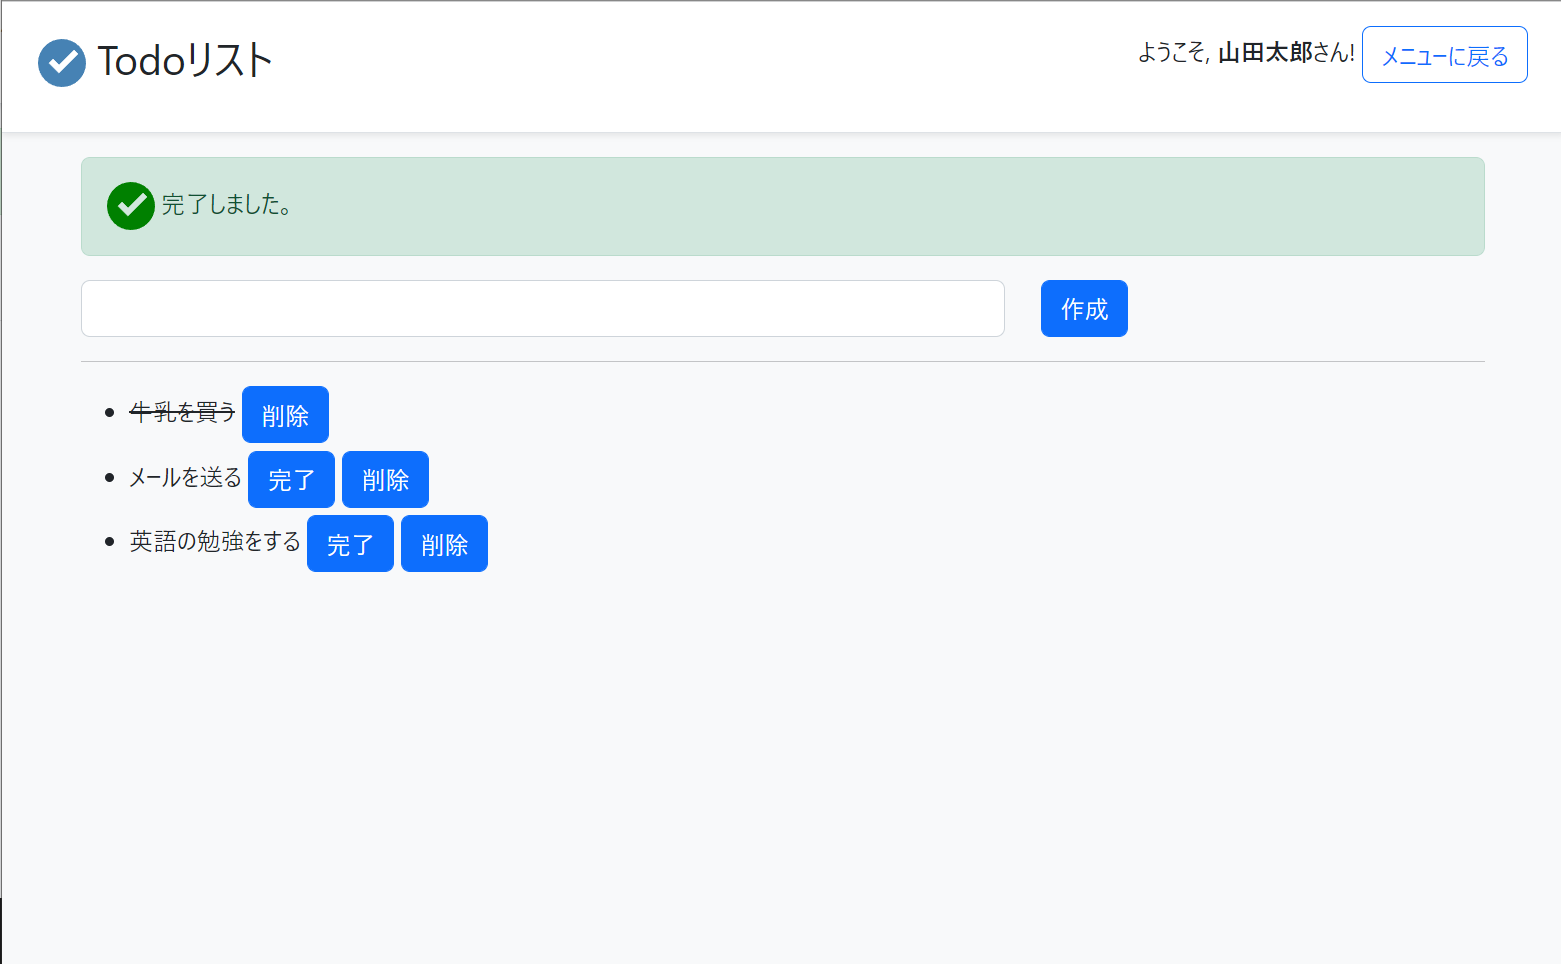 Todoリスト
ようこそ, 山田太郎さん! メニューに戻る
完了しました。
作成
牛乳を買う 削除
メールを送る 完了 削除
英語の勉強をする 完了 削除